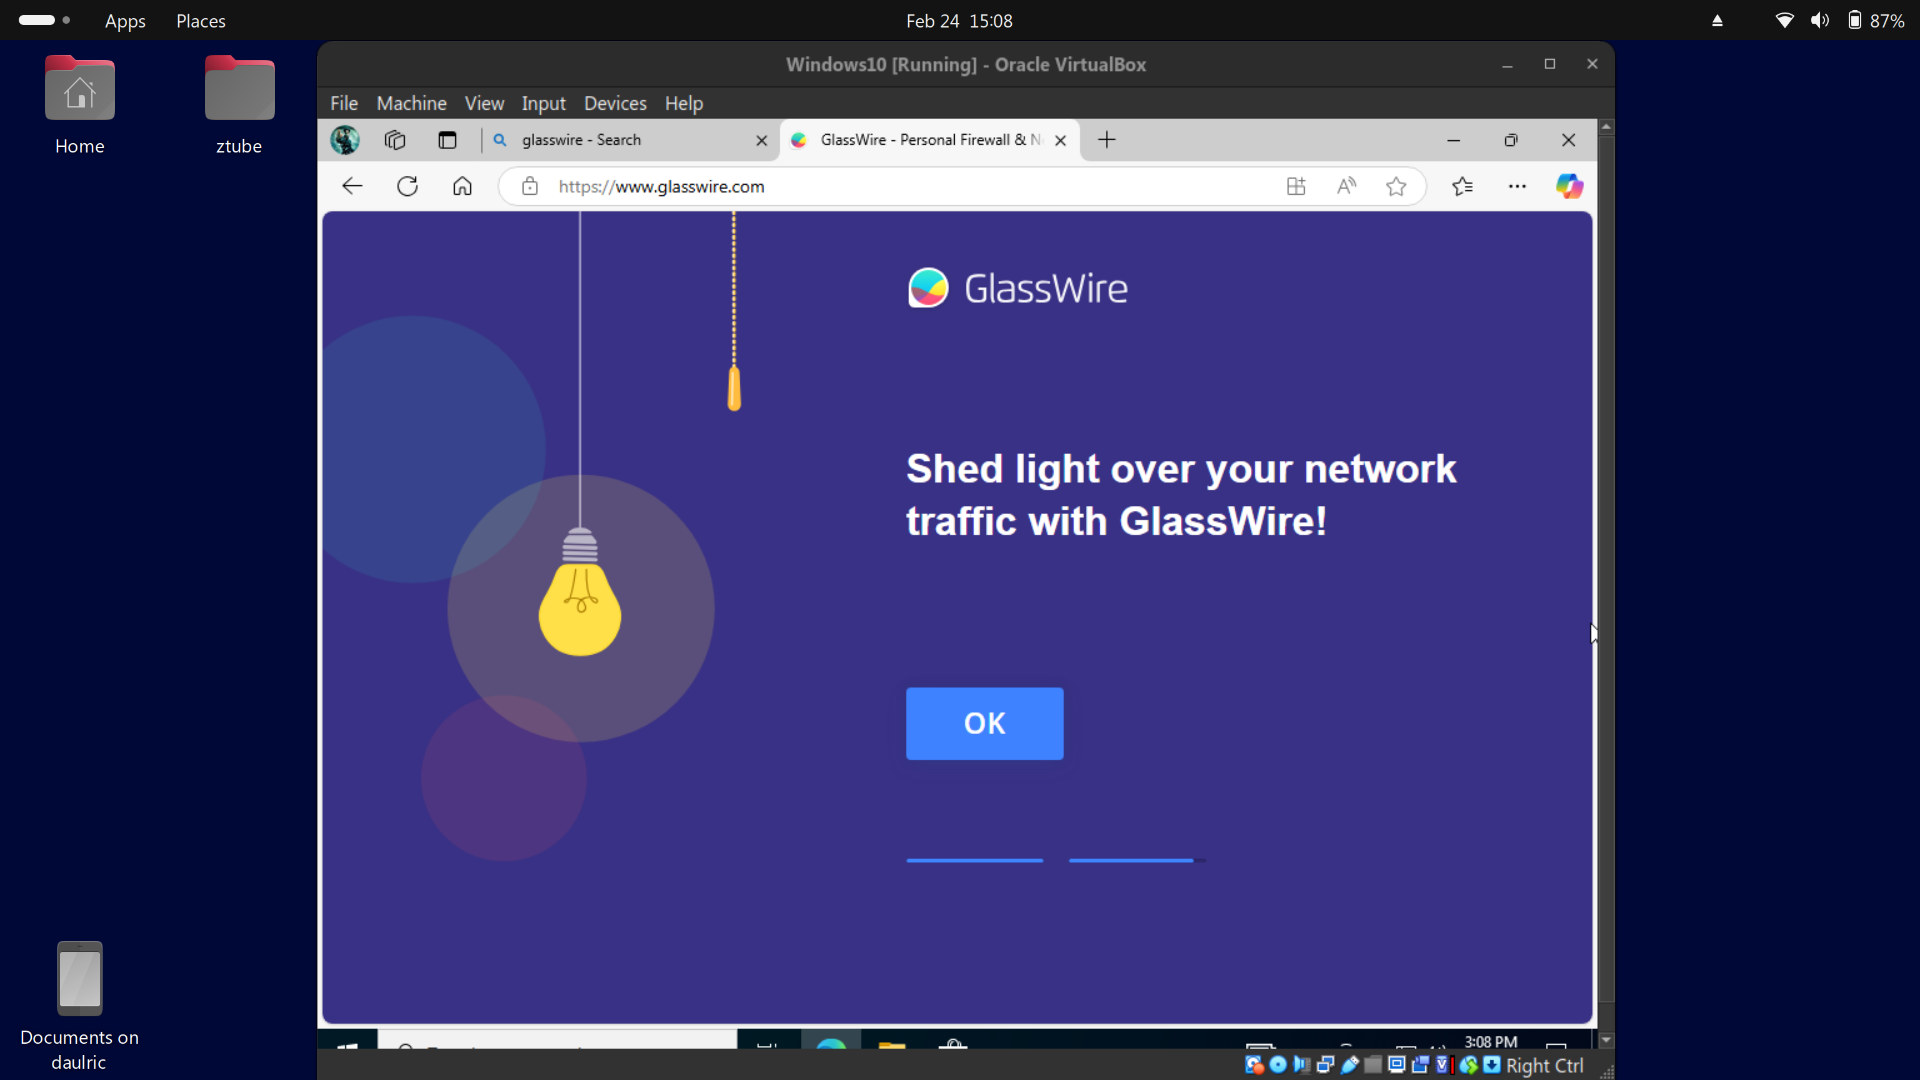 Apps Places Feb 24 15:08 87%
Home ztube
Windows10 [Running] - Oracle VirtualBox
File Machine View Input Devices Help
glasswire - Search GlassWire - Personal Firewall & N
https://www.glasswire.com
GlassWire
Shed light over your network
traffic with GlassWire!
OK
Documents on
daulric
3:08 PM
Right Ctrl